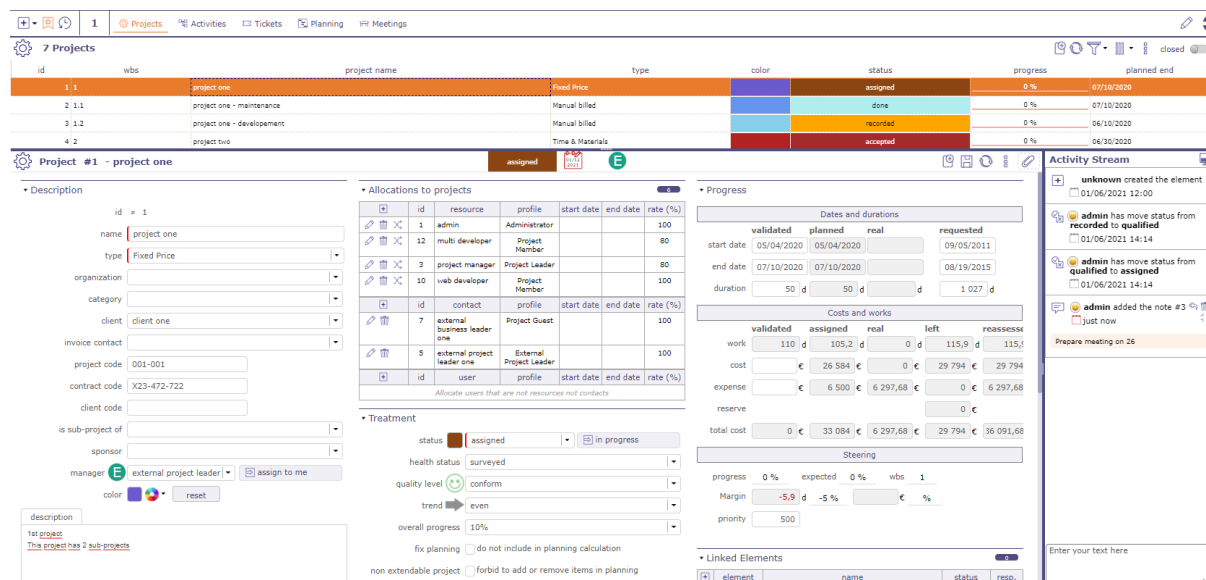 1 Projects Activities Tickets Planning Meetings
7 Projects closed
id wbs project name type color status progress planned end
1 1 project one Fixed Price assigned 0 % 07/10/2020
2 1.1 project one - maintenance Manual billed done 0 % 07/10/2020
3 1.2 project one - developement Manual billed recorded 0 % 06/10/2020
4 2 project two Time & Materials accepted 0 % 06/30/2020
Project #1 - project one assigned 01/12 2021 E
Description
id # 1
name project one
type Fixed Price
organization
category
client client one
invoice contact
project code 001-001
contract code X23-472-722
client code
is sub-project of
sponsor
manager E external project leader assign to me
color reset
description
1st project
This project has 2 sub-projects
Allocations to projects 6
id resource profile start date end date rate (%)
1 admin Administrator 100
12 multi developer Project Member 80
3 project manager Project Leader 80
10 web developer Project Member 100
id contact profile start date end date rate (%)
7 external business leader one Project Guest 100
5 external project leader one External Project Leader 100
id user profile start date end date rate (%)
Allocate users that are not resources not contacts
Treatment
status assigned in progress
health status surveyed
quality level conform
trend even
overall progress 10%
fix planning do not include in planning calculation
non extendable project forbid to add or remove items in planning
Progress
Dates and durations
validated planned real requested
start date 05/04/2020 05/04/2020 09/05/2011
end date 07/10/2020 07/10/2020 08/19/2015
duration 50 d 50 d d 1 027 d
Costs and works
validated assigned real left reassesse
work 110 d 105,2 d 0 d 115,9 d 115,9
cost € 26 584 € 0 € 29 794 € 29 794
expense € 6 500 € 6 297,68 € 0 € 6 297,68
reserve 0 €
total cost 0 € 33 084 € 6 297,68 € 29 794 € 36 091,68
Steering
progress 0 % expected 0 % wbs 1
Margin -5,9 d -5 % € %
priority 500
Linked Elements
element name status resp.
Activity Stream
unknown created the element
01/06/2021 12:00
admin has move status from
recorded to qualified
01/06/2021 14:14
admin has move status from
qualified to assigned
01/06/2021 14:14
admin added the note #3
just now
Prepare meeting on 26
Enter your text here